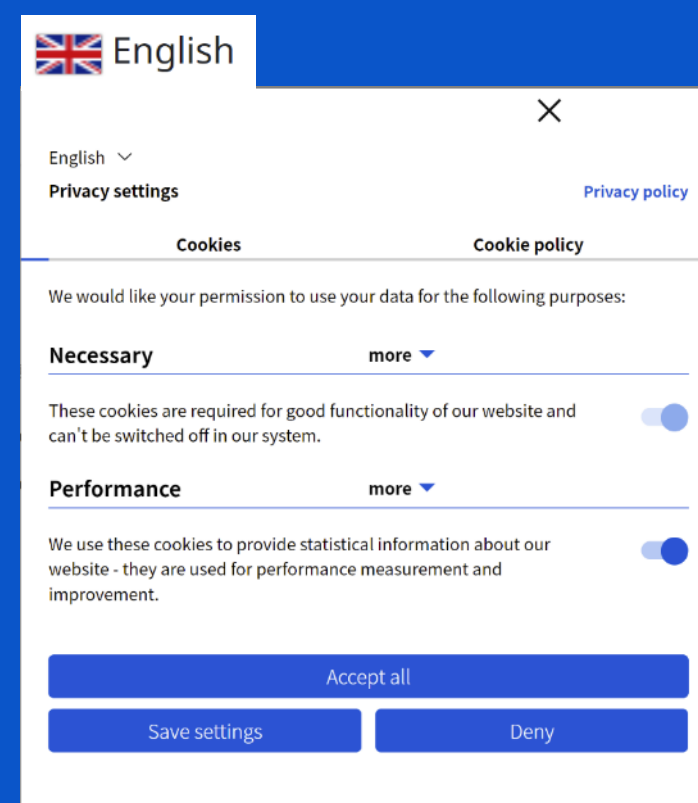 English
English
Privacy settings
Privacy policy
Cookies
Cookie policy
We would like your permission to use your data for the following purposes:
Necessary
more
These cookies are required for good functionality of our website and
can't be switched off in our system.
Performance
more
We use these cookies to provide statistical information about our
website - they are used for performance measurement and
improvement.
Accept all
Save settings
Deny